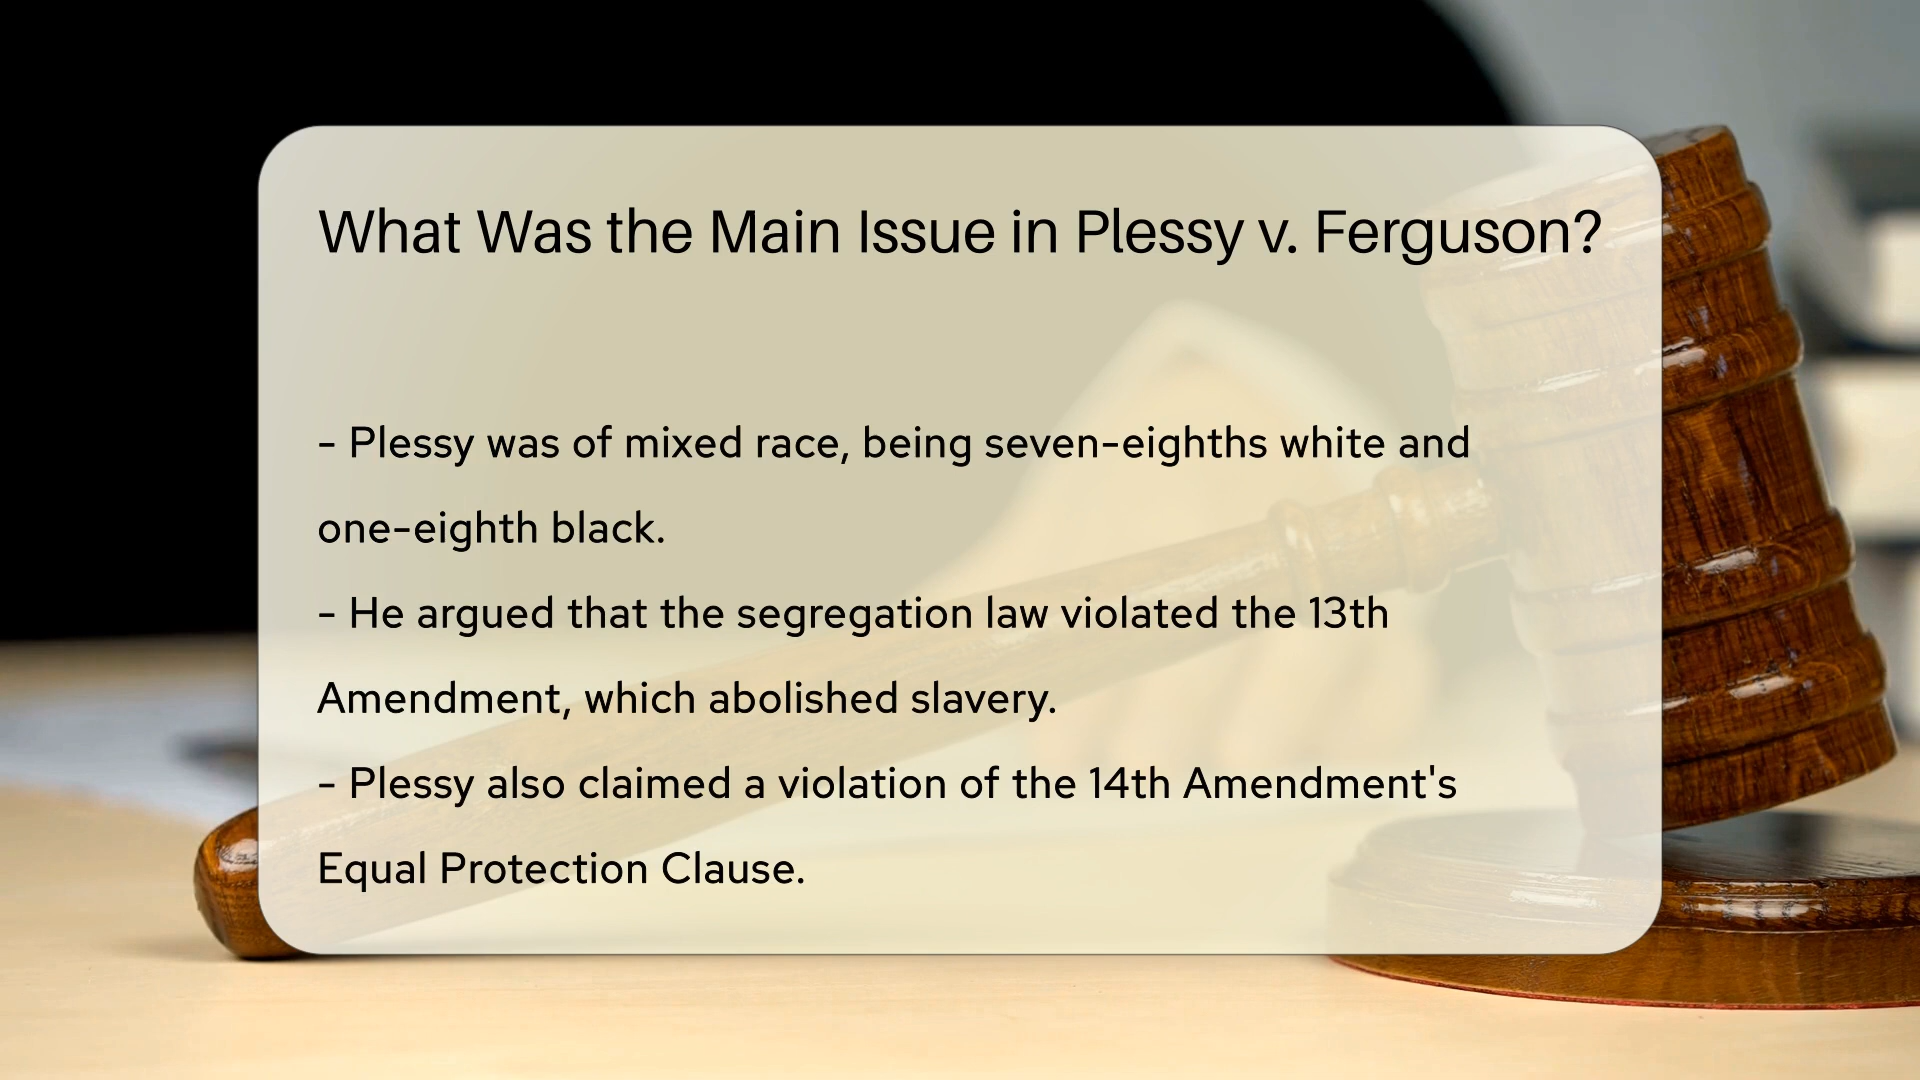 What Was the Main Issue in Plessy v. Ferguson?
- Plessy was of mixed race, being seven-eighths white and
one-eighth black.
- He argued that the segregation law violated the 13th
Amendment, which abolished slavery.
- Plessy also claimed a violation of the 14th Amendment's
Equal Protection Clause.